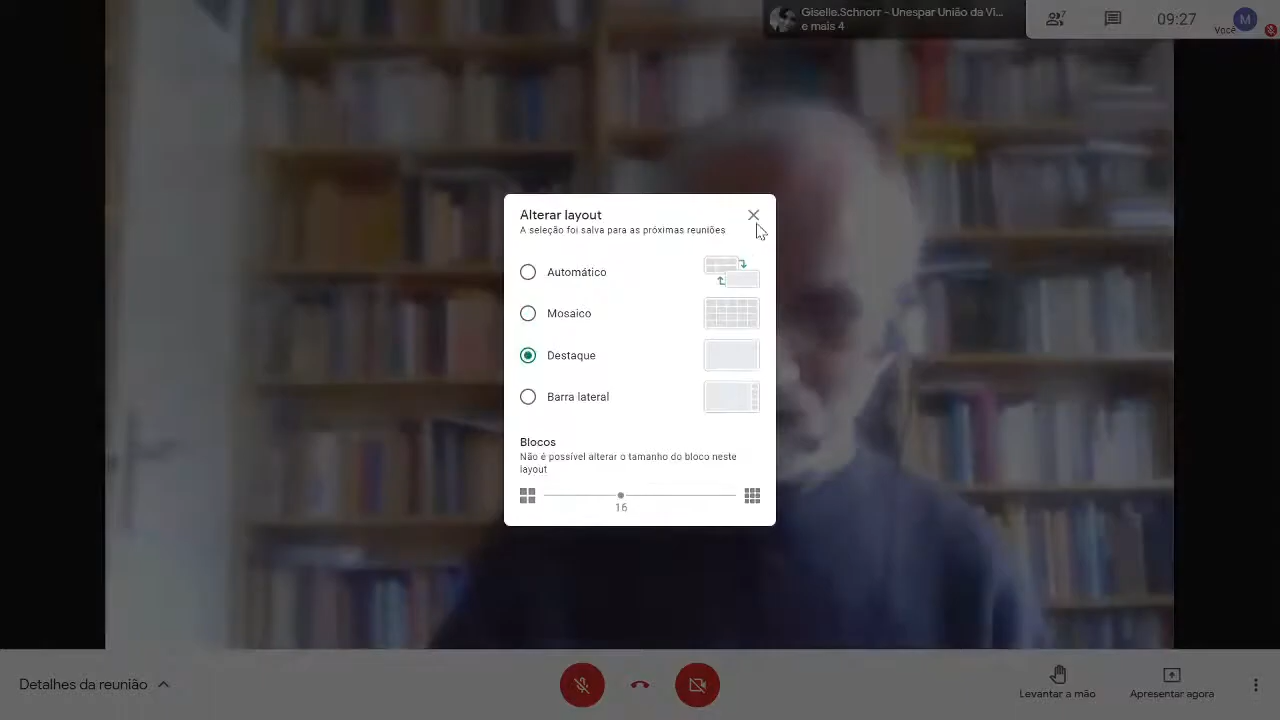 Giselle.Schnorr - Unespar União da Vi...
e mais 4
7
09:27
Você
M
Alterar layout
A seleção foi salva para as próximas reuniões
Automático
Mosaico
Destaque
Barra lateral
Blocos
Não é possível alterar o tamanho do bloco neste
layout
16
Detalhes da reunião
Levantar a mão
Apresentar agora